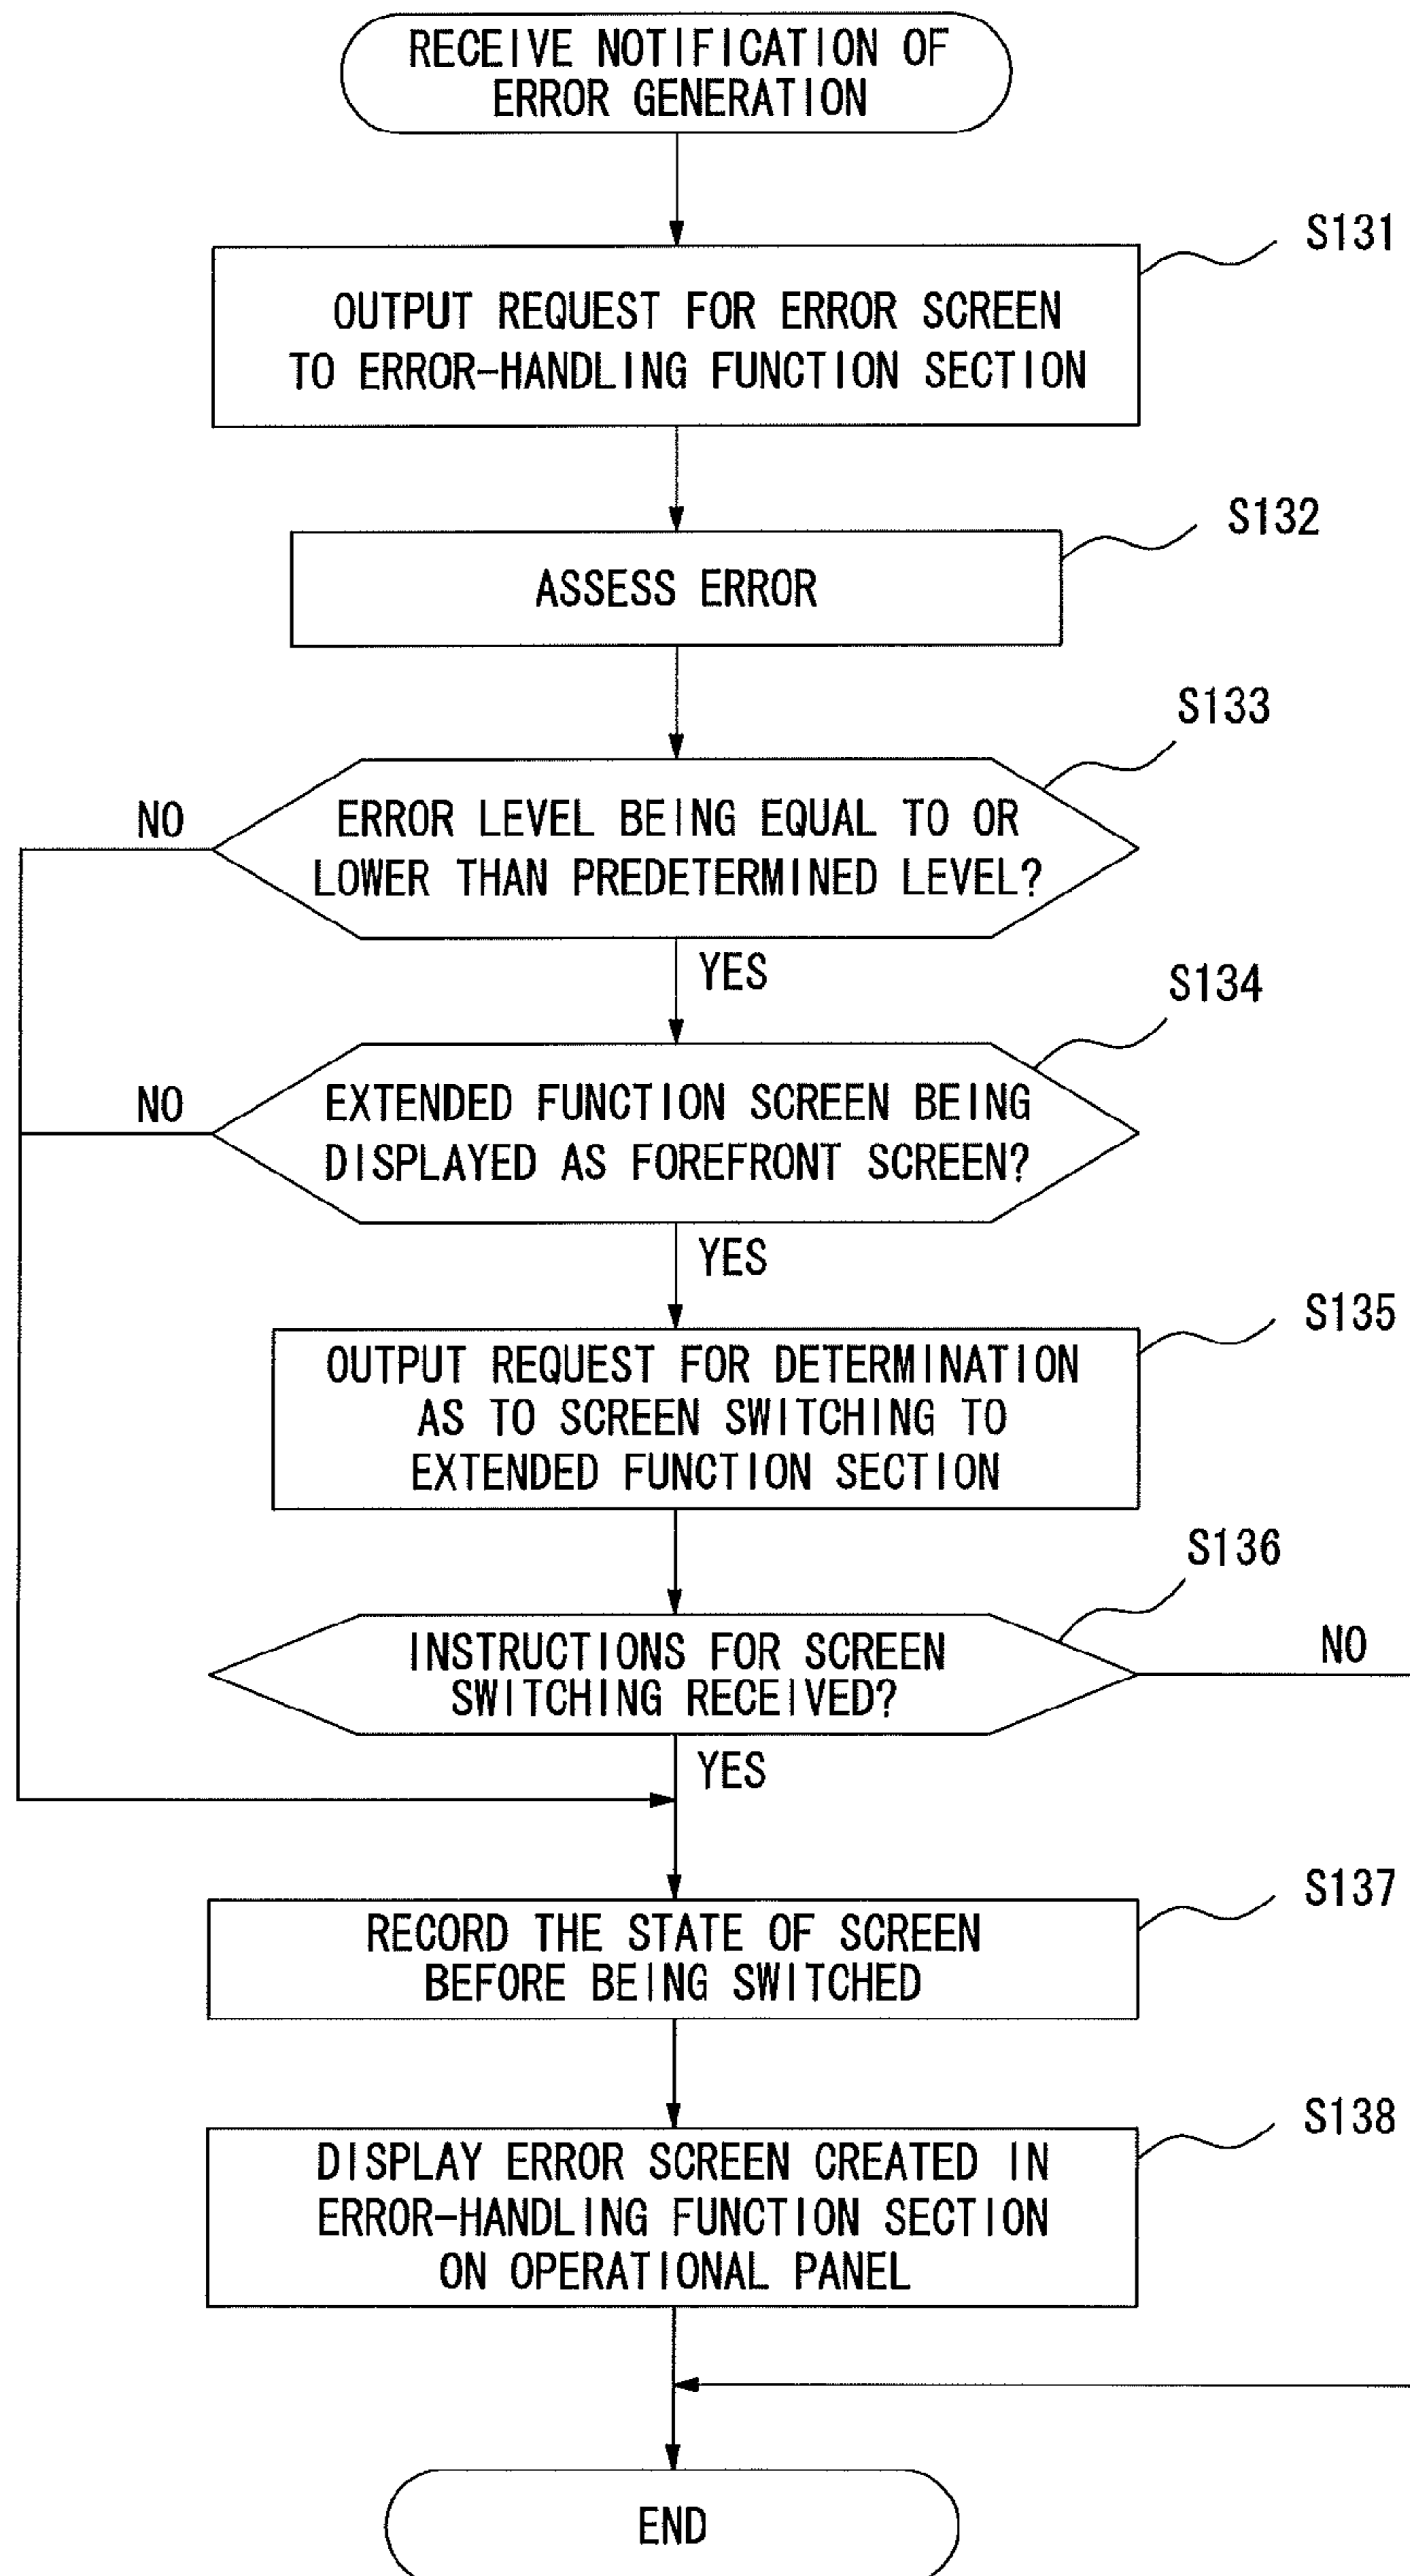 RECEIVE NOTIFICATION OF
ERROR GENERATION
S131
OUTPUT REQUEST FOR ERROR SCREEN
TO ERROR-HANDLING FUNCTION SECTION
S132
ASSESS ERROR
S133
NO
ERROR LEVEL BEING EQUAL TO OR
LOWER THAN PREDETERMINED LEVEL?
YES
S134
NO
EXTENDED FUNCTION SCREEN BEING
DISPLAYED AS FOREFRONT SCREEN?
YES
S135
OUTPUT REQUEST FOR DETERMINATION
AS TO SCREEN SWITCHING TO
EXTENDED FUNCTION SECTION
S136
NO
INSTRUCTIONS FOR SCREEN
SWITCHING RECEIVED?
YES
S137
RECORD THE STATE OF SCREEN
BEFORE BEING SWITCHED
S138
DISPLAY ERROR SCREEN CREATED IN
ERROR-HANDLING FUNCTION SECTION
ON OPERATIONAL PANEL
END